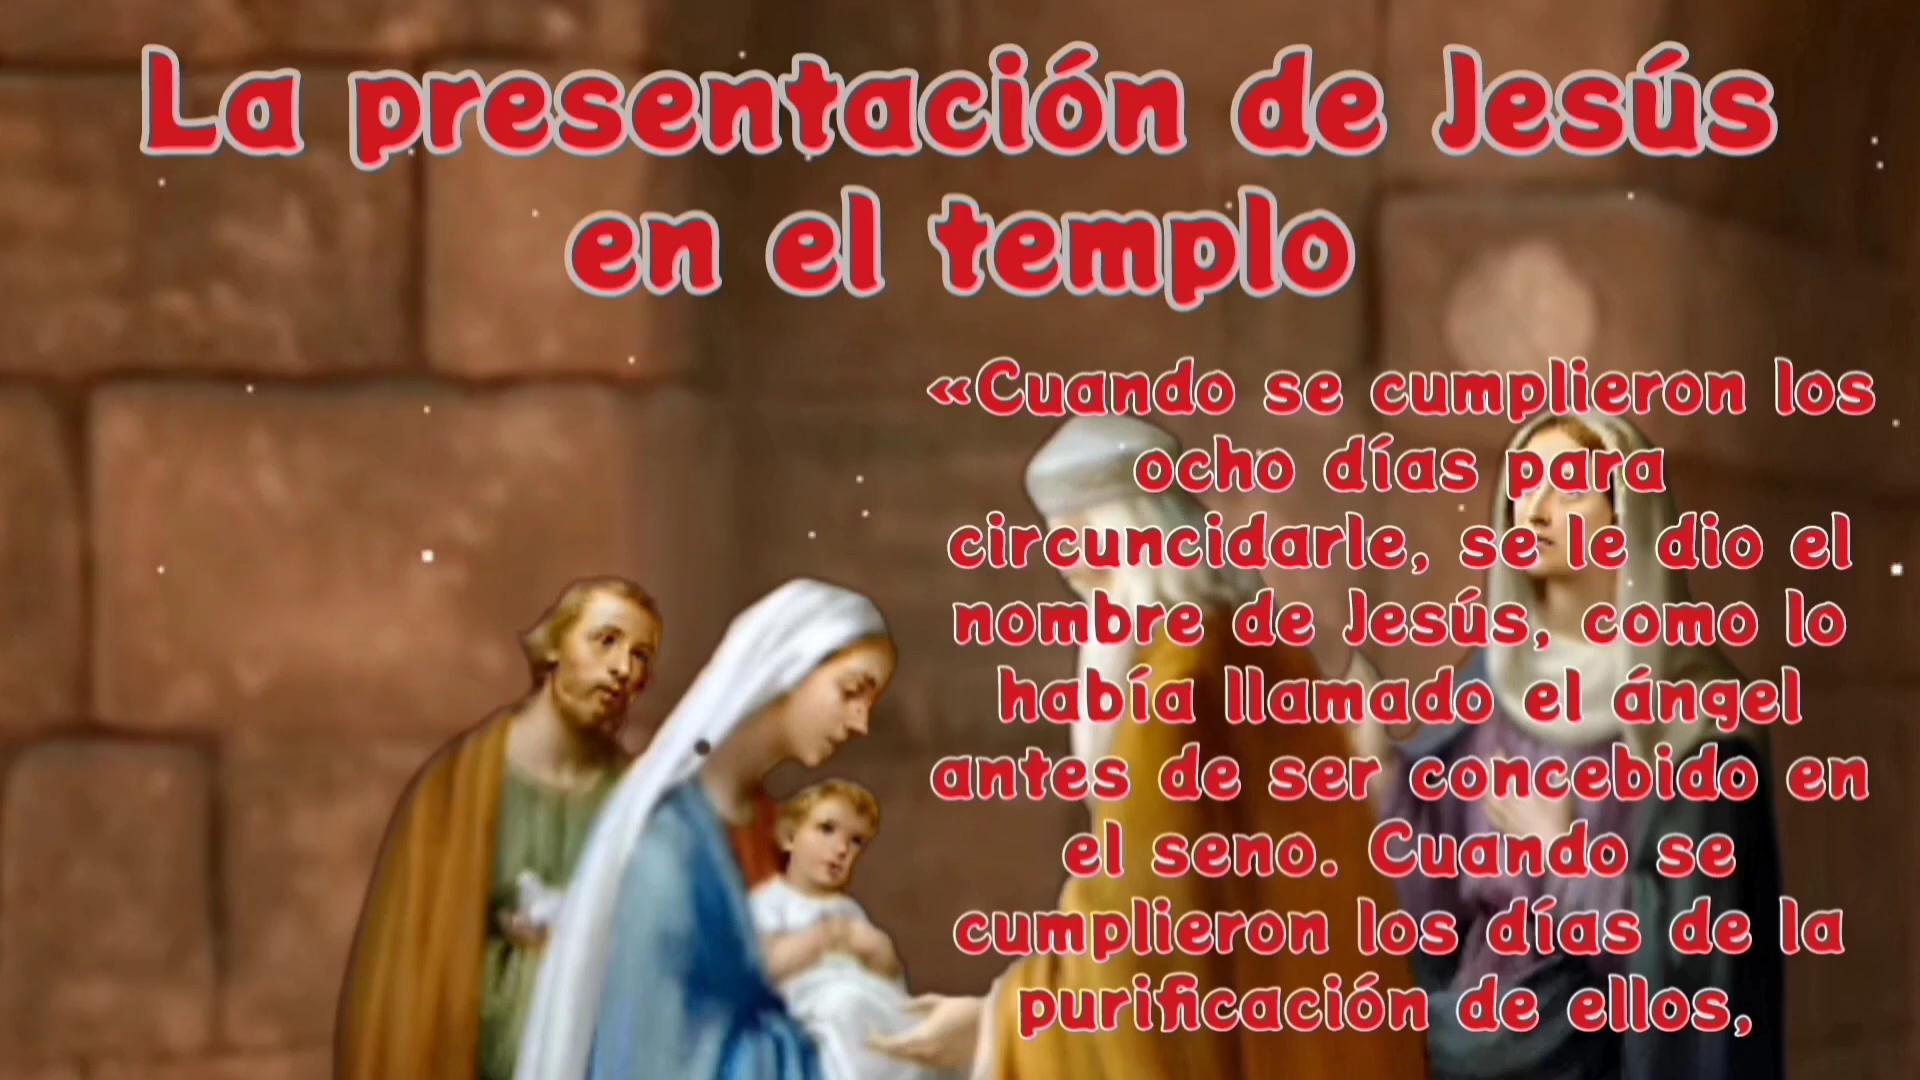 La presentación de Jesús
en el templo
«Cuando se cumplieron los
ocho días para
circuncidarle, se le dio el
nombre de Jesús, como lo
había llamado el ángel
antes de ser concebido en
el seno. Cuando se
cumplieron los días de la
purificación de ellos,